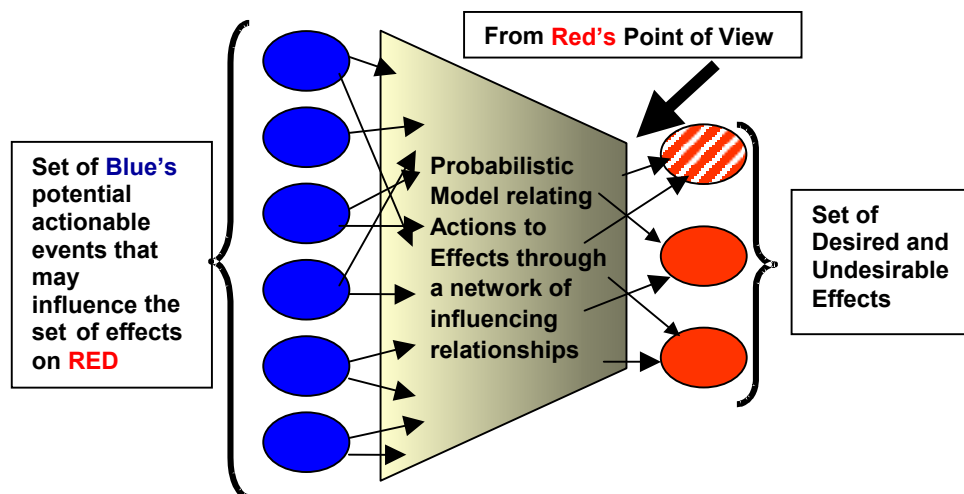 From Red's Point of View
Set of Blue's
potential
actionable
events that
may
influence the
set of effects
on RED
Probabilistic
Model relating
Actions to
Effects through
a network of
influencing
relationships
Set of
Desired and
Undesirable
Effects